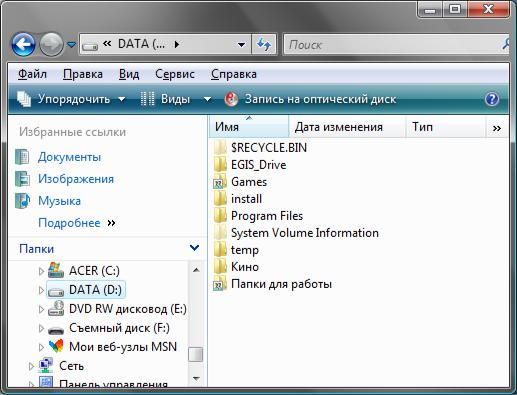 « DATA (...
Поиск
Файл Правка Вид Сервис Справка
Упорядочить Виды » Запись на оптический диск ?
Избранные ссылки
Документы
Изображения
Музыка
Подробнее »
Папки
ACER (C:)
DATA (D:)
DVD RW дисковод (E:)
Съемный диск (F:)
Мои веб-узлы MSN
Сеть
Панель управления
Имя Дата изменения Тип »
$RECYCLE.BIN
EGIS_Drive
Games
install
Program Files
System Volume Information
temp
Кино
Папки для работы